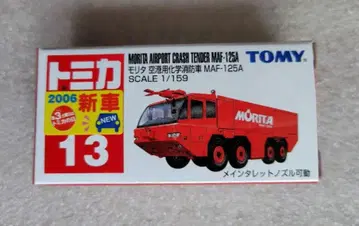 MORITA AIRPORT CRASH TENDER MAF-125A
TOMY
モリタ 空港用化学消防車 MAF-125A
SCALE 1/159
トミカ
2006 新車
NEW
13
MORITA
メインタレットノズル可動